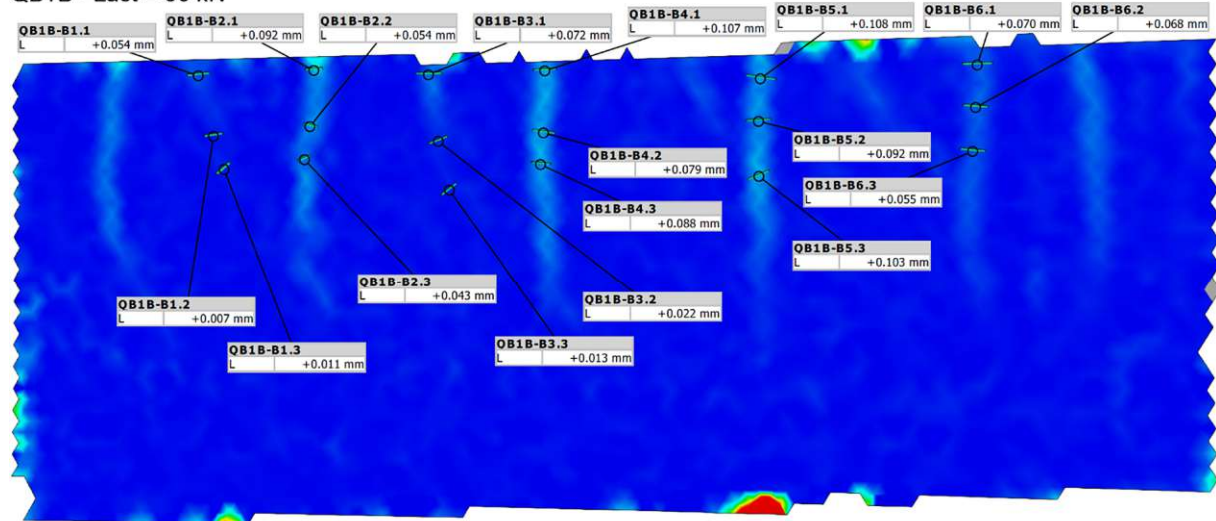 QB1B-B1.1
L +0.054 mm
QB1B-B2.1
L +0.092 mm
QB1B-B2.2
L +0.054 mm
QB1B-B3.1
L +0.072 mm
QB1B-B4.1
L +0.107 mm
QB1B-B5.1
L +0.108 mm
QB1B-B6.1
L +0.070 mm
QB1B-B6.2
L +0.068 mm
QB1B-B4.2
L +0.079 mm
QB1B-B5.2
L +0.092 mm
QB1B-B6.3
L +0.055 mm
QB1B-B4.3
L +0.088 mm
QB1B-B5.3
L +0.103 mm
QB1B-B2.3
L +0.043 mm
QB1B-B3.2
L +0.022 mm
QB1B-B1.2
L +0.007 mm
QB1B-B3.3
L +0.013 mm
QB1B-B1.3
L +0.011 mm